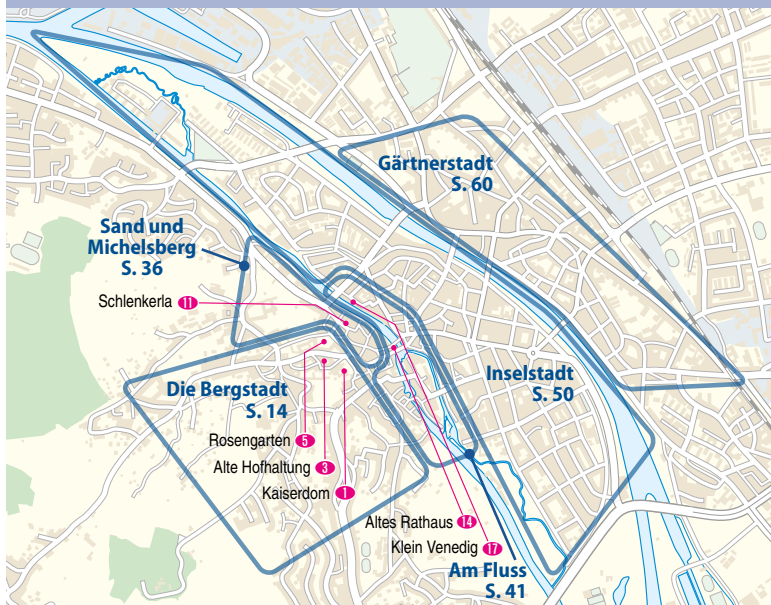 Gärtnerstadt
S. 60
Sand und
Michelsberg
S. 36
Schlenkerla 11
Inselstadt
S. 50
Die Bergstadt
S. 14
Rosengarten 5
Alte Hofhaltung 3
Kaiserdom 1
Altes Rathaus 14
Klein Venedig 17
Am Fluss
S. 41